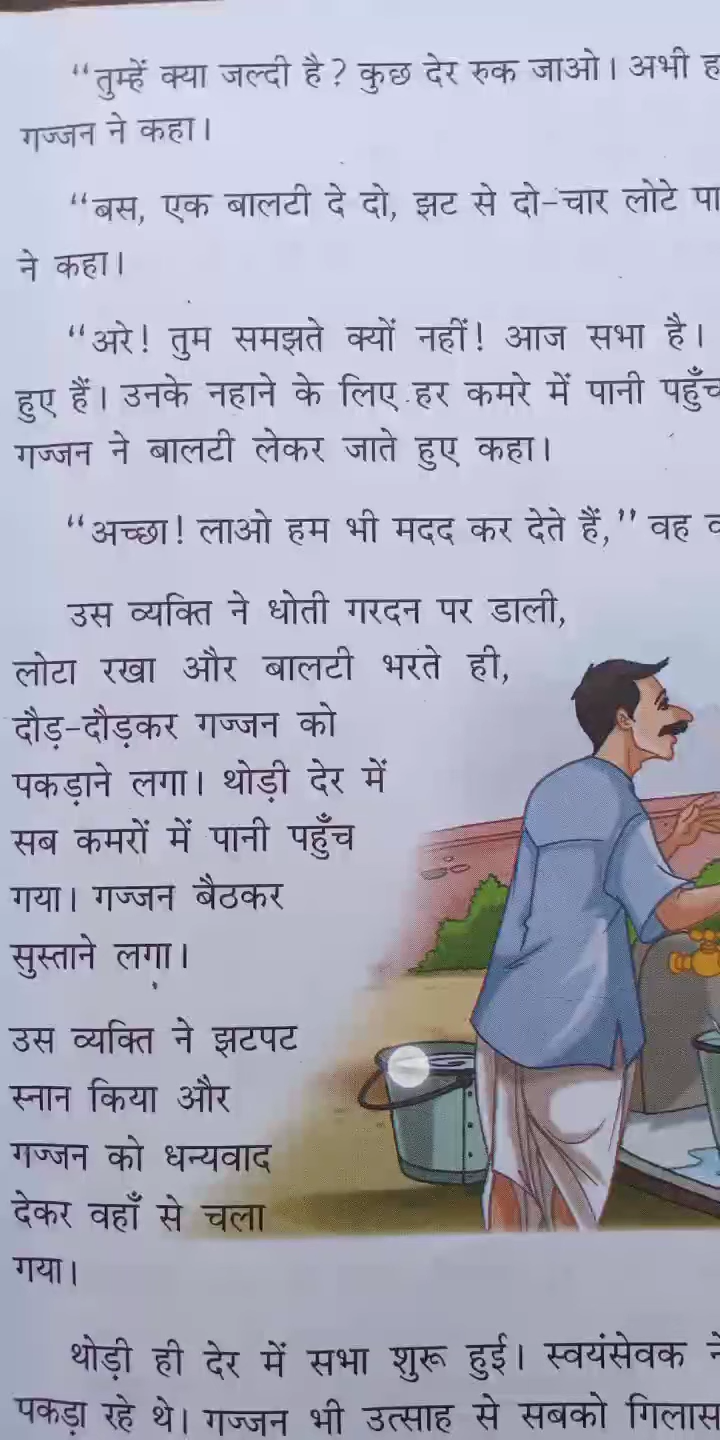 “तुम्हें क्या जल्दी है? कुछ देर रुक जाओ। अभी
गज्जन ने कहा।
“बस, एक बालटी दे दो, झट से दो-चार लोटे
ने कहा।
“अरे! तुम समझते क्यों नहीं! आज सभा है।
हुए हैं। उनके नहाने के लिए हर कमरे में पानी
गज्जन ने बालटी लेकर जाते हुए कहा।
“अच्छा! लाओ हम भी मदद कर देते हैं,” वह
उस व्यक्ति ने धोती गरदन पर डाली,
लोटा रखा और बालटी भरते ही,
दौड़-दौड़कर गज्जन को
पकड़ाने लगा। थोड़ी देर में
सब कमरों में पानी पहुँच
गया। गज्जन बैठकर
सुस्ताने लगा।
उस व्यक्ति ने झटपट
स्नान किया और
गज्जन को धन्यवाद
देकर वहाँ से चला
गया।
थोड़ी ही देर में सभा शुरू हुई। स्वयंसेवक
पकड़ा रहे थे। गज्जन भी उत्साह से सबको गिलास